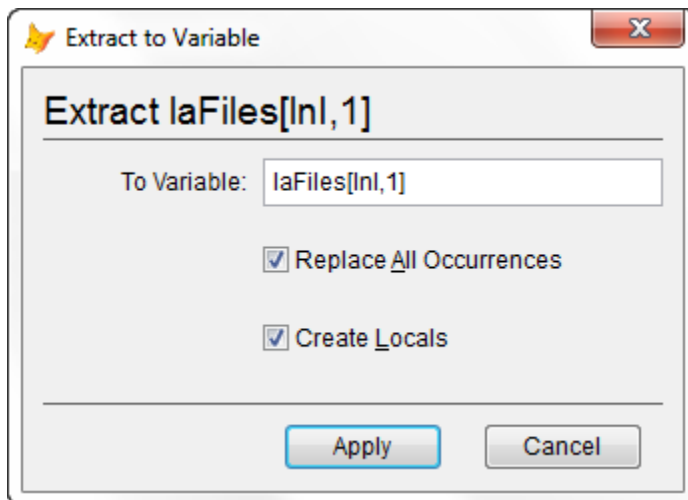 Extract to Variable
Extract laFiles[lnI,1]
To Variable: laFiles[lnI,1]
Replace All Occurrences
Create Locals
Apply Cancel